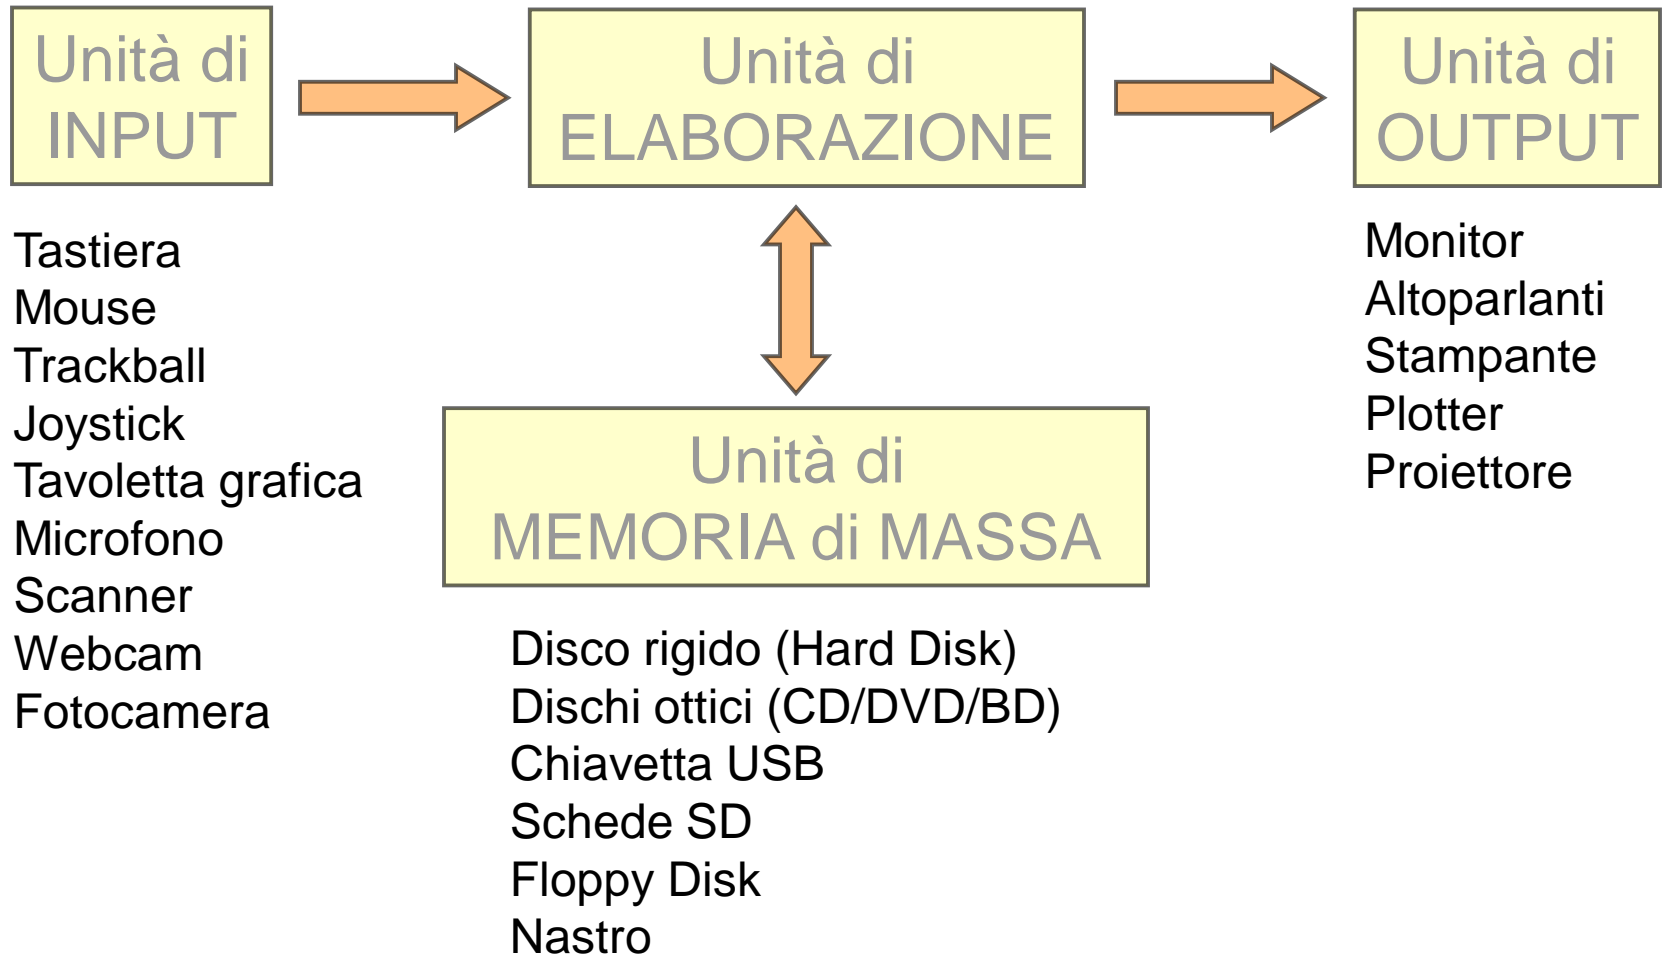 Unità di
INPUT
Unità di
ELABORAZIONE
Unità di
OUTPUT
Tastiera
Mouse
Trackball
Joystick
Tavoletta grafica
Microfono
Scanner
Webcam
Fotocamera
Unità di
MEMORIA di MASSA
Disco rigido (Hard Disk)
Dischi ottici (CD/DVD/BD)
Chiavetta USB
Schede SD
Floppy Disk
Nastro
Monitor
Altoparlanti
Stampante
Plotter
Proiettore